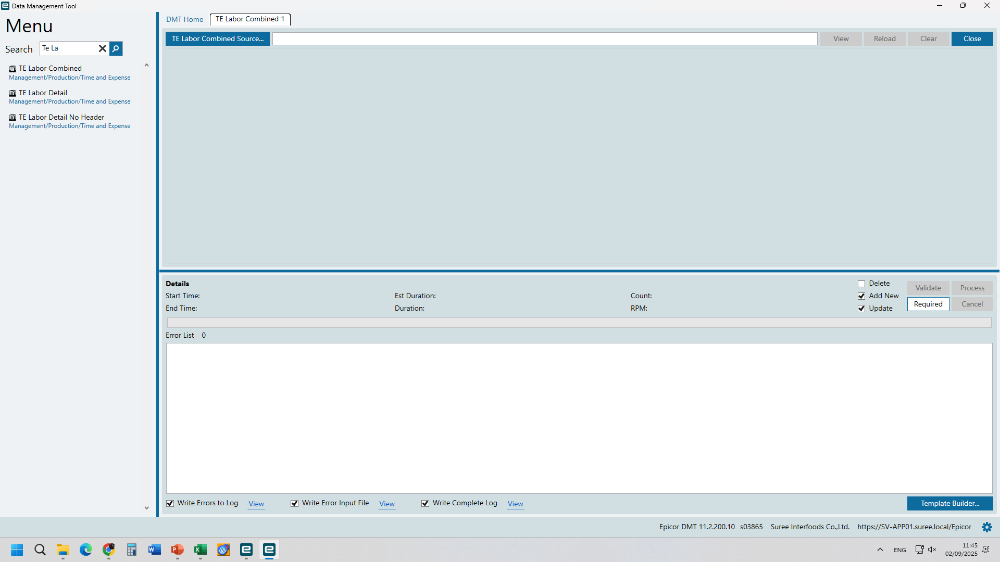 Data Management Tool
Menu
Search Te La
TE Labor Combined
Management/Production/Time and Expense
TE Labor Detail
Management/Production/Time and Expense
TE Labor Detail No Header
Management/Production/Time and Expense
DMT Home TE Labor Combined 1
TE Labor Combined Source... View Reload Clear Close
Details
Start Time: Est Duration: Count:
End Time: Duration: RPM:
Delete
Add New
Update
Validate Process
Required Cancel
Error List 0
Write Errors to Log View Write Error Input File View Write Complete Log View Template Builder...
Epicor DMT 11.2.200.10 s03865 Suree Interfoods Co.,Ltd. https://SV-APP01.suree.local/Epicor
ENG 11:45
02/09/2025